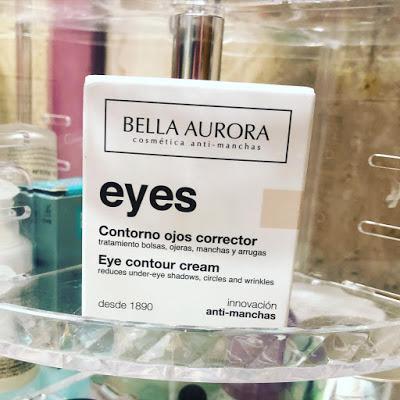 BELLA AURORA
cosmética anti-manchas
eyes
Contorno ojos corrector
tratamiento bolsas, ojeras, manchas y arrugas
Eye contour cream
reduces under-eye shadows, circles and wrinkles
desde 1890
innovación
anti-manchas